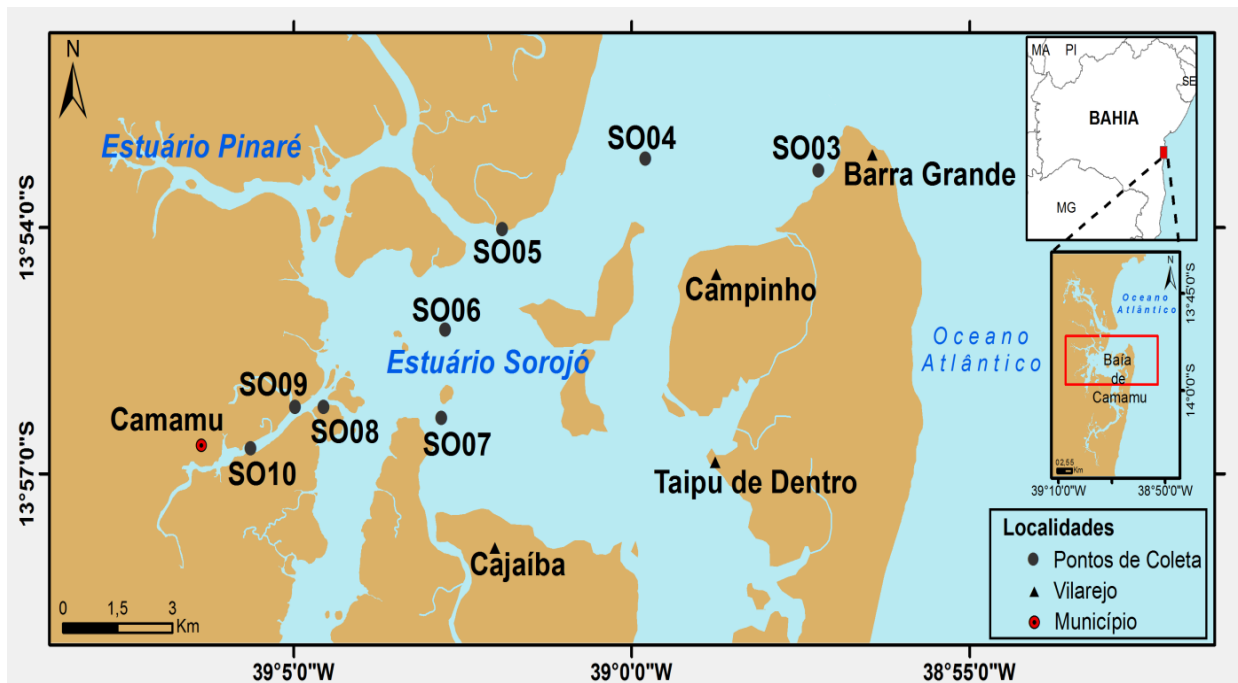 N
Estuário Pinaré
SO04
SO03
Barra Grande
SO05
Campinho
SO06
Estuário Sorojó
Oceano
Atlântico
SO09
Camamu
SO08
SO07
SO10
Taipu de Dentro
Cajaíba
0 1,5 3
Km
13°54'0"S
13°57'0"S
39°5'0"W
39°0'0"W
38°55'0"W
MA
PI
SE
BAHIA
MG
N
Oceano
Atlântico
Baía
de
Camamu
02,55
Km
13°45'0"S
14°0'0"S
39°10'0"W
38°50'0"W
Localidades
Pontos de Coleta
Vilarejo
Município